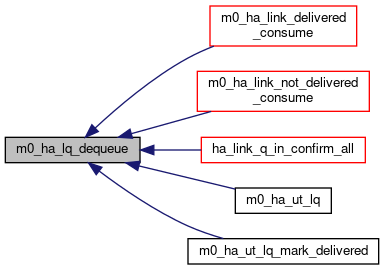 m0_ha_link_delivered
_consume
m0_ha_link_not_delivered
_consume
m0_ha_lq_dequeue
ha_link_q_in_confirm_all
m0_ha_ut_lq
m0_ha_ut_lq_mark_delivered